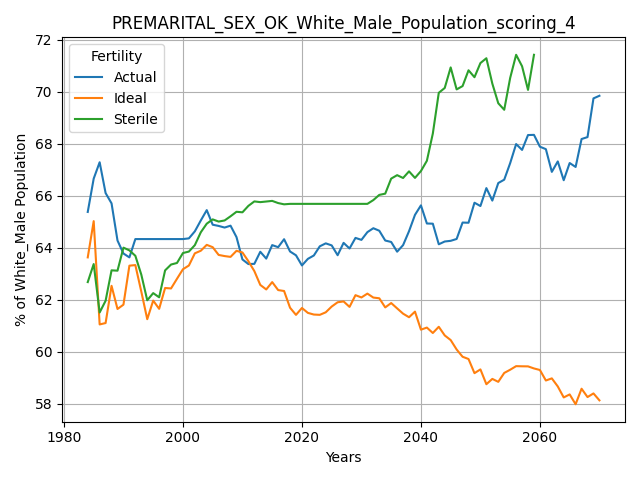 PREMARITAL_SEX_OK_White_Male_Population_scoring_4
Fertility
Actual
Ideal
Sterile
72
70
68
66
64
62
60
58
% of White_Male Population
1980
2000
2020
2040
2060
Years